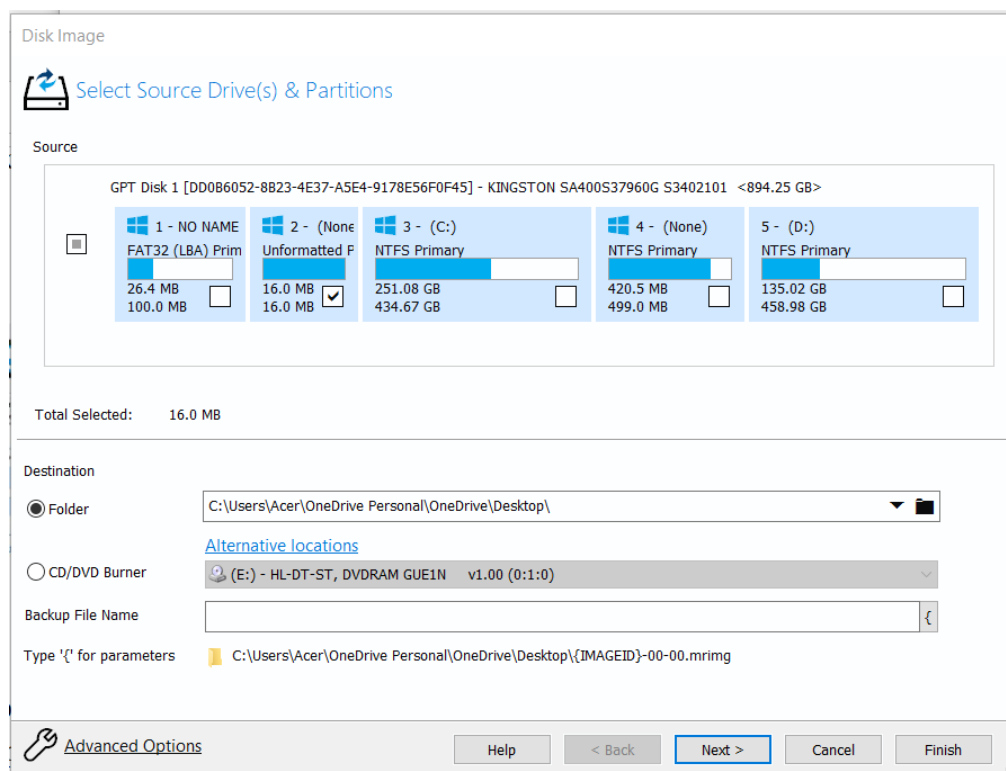 Disk Image
Select Source Drive(s) & Partitions
Source
GPT Disk 1 [DD0B6052-8B23-4E37-A5E4-9178E56F0F45] - KINGSTON SA400S37960G S3402101 <894.25 GB>
1 - NO NAME
FAT32 (LBA) Prim
26.4 MB
100.0 MB
2 - (None
Unformatted P
16.0 MB
16.0 MB
3 - (C:)
NTFS Primary
251.08 GB
434.67 GB
4 - (None)
NTFS Primary
420.5 MB
499.0 MB
5 - (D:)
NTFS Primary
135.02 GB
458.98 GB
Total Selected: 16.0 MB
Destination
Folder
C:\Users\Acer\OneDrive Personal\OneDrive\Desktop\
Alternative locations
CD/DVD Burner
(E:) - HL-DT-ST, DVDRAM GUE1N v1.00 (0:1:0)
Backup File Name
{
Type '{' for parameters
C:\Users\Acer\OneDrive Personal\OneDrive\Desktop\{IMAGEID}-00-00.mrimg
Advanced Options
Help
< Back
Next >
Cancel
Finish